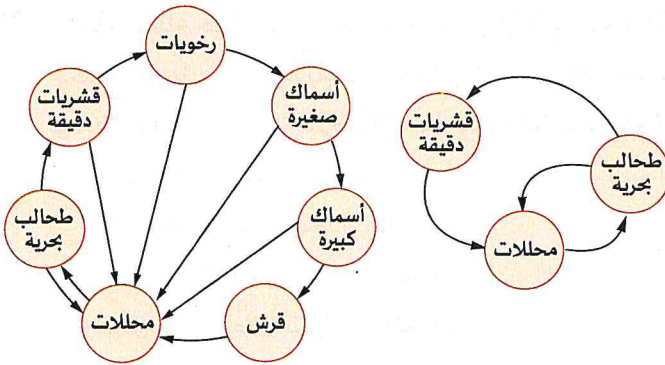 رخويات
أسماك
صغيرة
أسماك
كبيرة
قرش
محللات
طحالب
بحرية
قشريات
دقيقة
قشريات
دقيقة
طحالب
بحرية
محللات